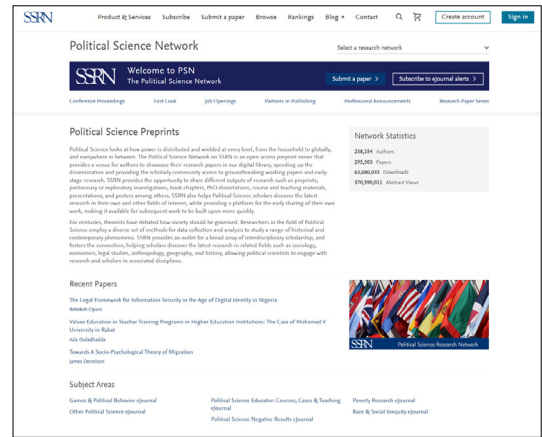 SSRN
Product & Services Subscribe Submit a paper Browse Rankings Blog Contact Create account Sign in
Political Science Network
Select a research network
SSRN
Welcome to PSN
The Political Science Network
Submit a paper > Subscribe to eJournal alerts >
Conference Proceedings First Look Job Openings Partners in Publishing Professional Announcements Research Paper Series
Political Science Preprints
Political Science looks at how power is distributed and wielded at every level, from the household to globally,
and everywhere in between. The Political Science Network on SSRN is an open access preprint server that
provides a venue for authors to showcase their research papers in our digital library, speeding up the
dissemination and providing the scholarly community access to groundbreaking working papers and early-
stage research. SSRN provides the opportunity to share different outputs of research such as preprints,
preliminary or exploratory investigations, book chapters, PhD dissertations, course and teaching materials,
presentations, and posters among others. SSRN also helps Political Science scholars discover the latest
research in their own and other fields of interest, while providing a platform for the early sharing of their own
work, making it available for subsequent work to be built upon more quickly.
For centuries, theorists have debated how society should be governed. Researchers in the field of Political
Science employ a diverse set of methods for data collection and analysis to study a range of historical and
contemporary phenomena. SSRN provides an outlet for a broad array of interdisciplinary scholarship, and
fosters the connection, helping scholars discover the latest research in related fields such as sociology,
economics, legal studies, anthropology, geography, and history, allowing political scientists to engage with
research and scholars in associated disciplines.
Network Statistics
Authors
295,503 Papers
63,080,035 Downloads
370,590,011 Abstract Views
Recent Papers
The Legal Framework for Information Security in the Age of Digital Identity in Nigeria
Rebekah Opara
Values Education in Teacher Training Programs in Higher Education Institutions: The Case of Mohamed V
University in Rabat
Aziz Ouladhadda
Towards A Socio-Psychological Theory of Migration
James Dennison
SSRN Political Science Research Network
Subject Areas
Games & Political Behavior eJournal
Other Political Science eJournal
Political Science Educator: Courses, Cases & Teaching
eJournal
Political Science Negative Results eJournal
Poverty Research eJournal
Race & Social Inequity eJournal